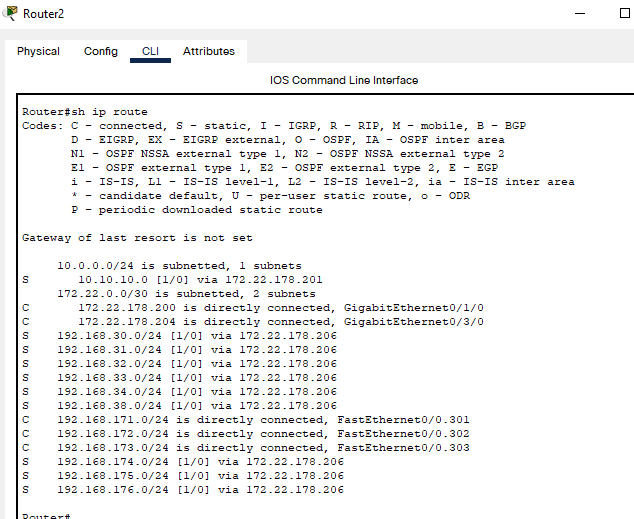 Router2
Physical Config CLI Attributes
IOS Command Line Interface
Router#sh ip route
Codes: C - connected, S - static, I - IGRP, R - RIP, M - mobile, B - BGP
D - EIGRP, EX - EIGRP external, O - OSPF, IA - OSPF inter area
N1 - OSPF NSSA external type 1, N2 - OSPF NSSA external type 2
E1 - OSPF external type 1, E2 - OSPF external type 2, E - EGP
i - IS-IS, L1 - IS-IS level-1, L2 - IS-IS level-2, ia - IS-IS inter area
* - candidate default, U - per-user static route, o - ODR
P - periodic downloaded static route
Gateway of last resort is not set
10.0.0.0/24 is subnetted, 1 subnets
S 10.10.10.0 [1/0] via 172.22.178.201
172.22.0.0/30 is subnetted, 2 subnets
C 172.22.178.200 is directly connected, GigabitEthernet0/1/0
C 172.22.178.204 is directly connected, GigabitEthernet0/3/0
S 192.168.30.0/24 [1/0] via 172.22.178.206
S 192.168.31.0/24 [1/0] via 172.22.178.206
S 192.168.32.0/24 [1/0] via 172.22.178.206
S 192.168.33.0/24 [1/0] via 172.22.178.206
S 192.168.34.0/24 [1/0] via 172.22.178.206
S 192.168.38.0/24 [1/0] via 172.22.178.206
C 192.168.171.0/24 is directly connected, FastEthernet0/0.301
C 192.168.172.0/24 is directly connected, FastEthernet0/0.302
C 192.168.173.0/24 is directly connected, FastEthernet0/0.303
S 192.168.174.0/24 [1/0] via 172.22.178.206
S 192.168.175.0/24 [1/0] via 172.22.178.206
S 192.168.176.0/24 [1/0] via 172.22.178.206
Router#